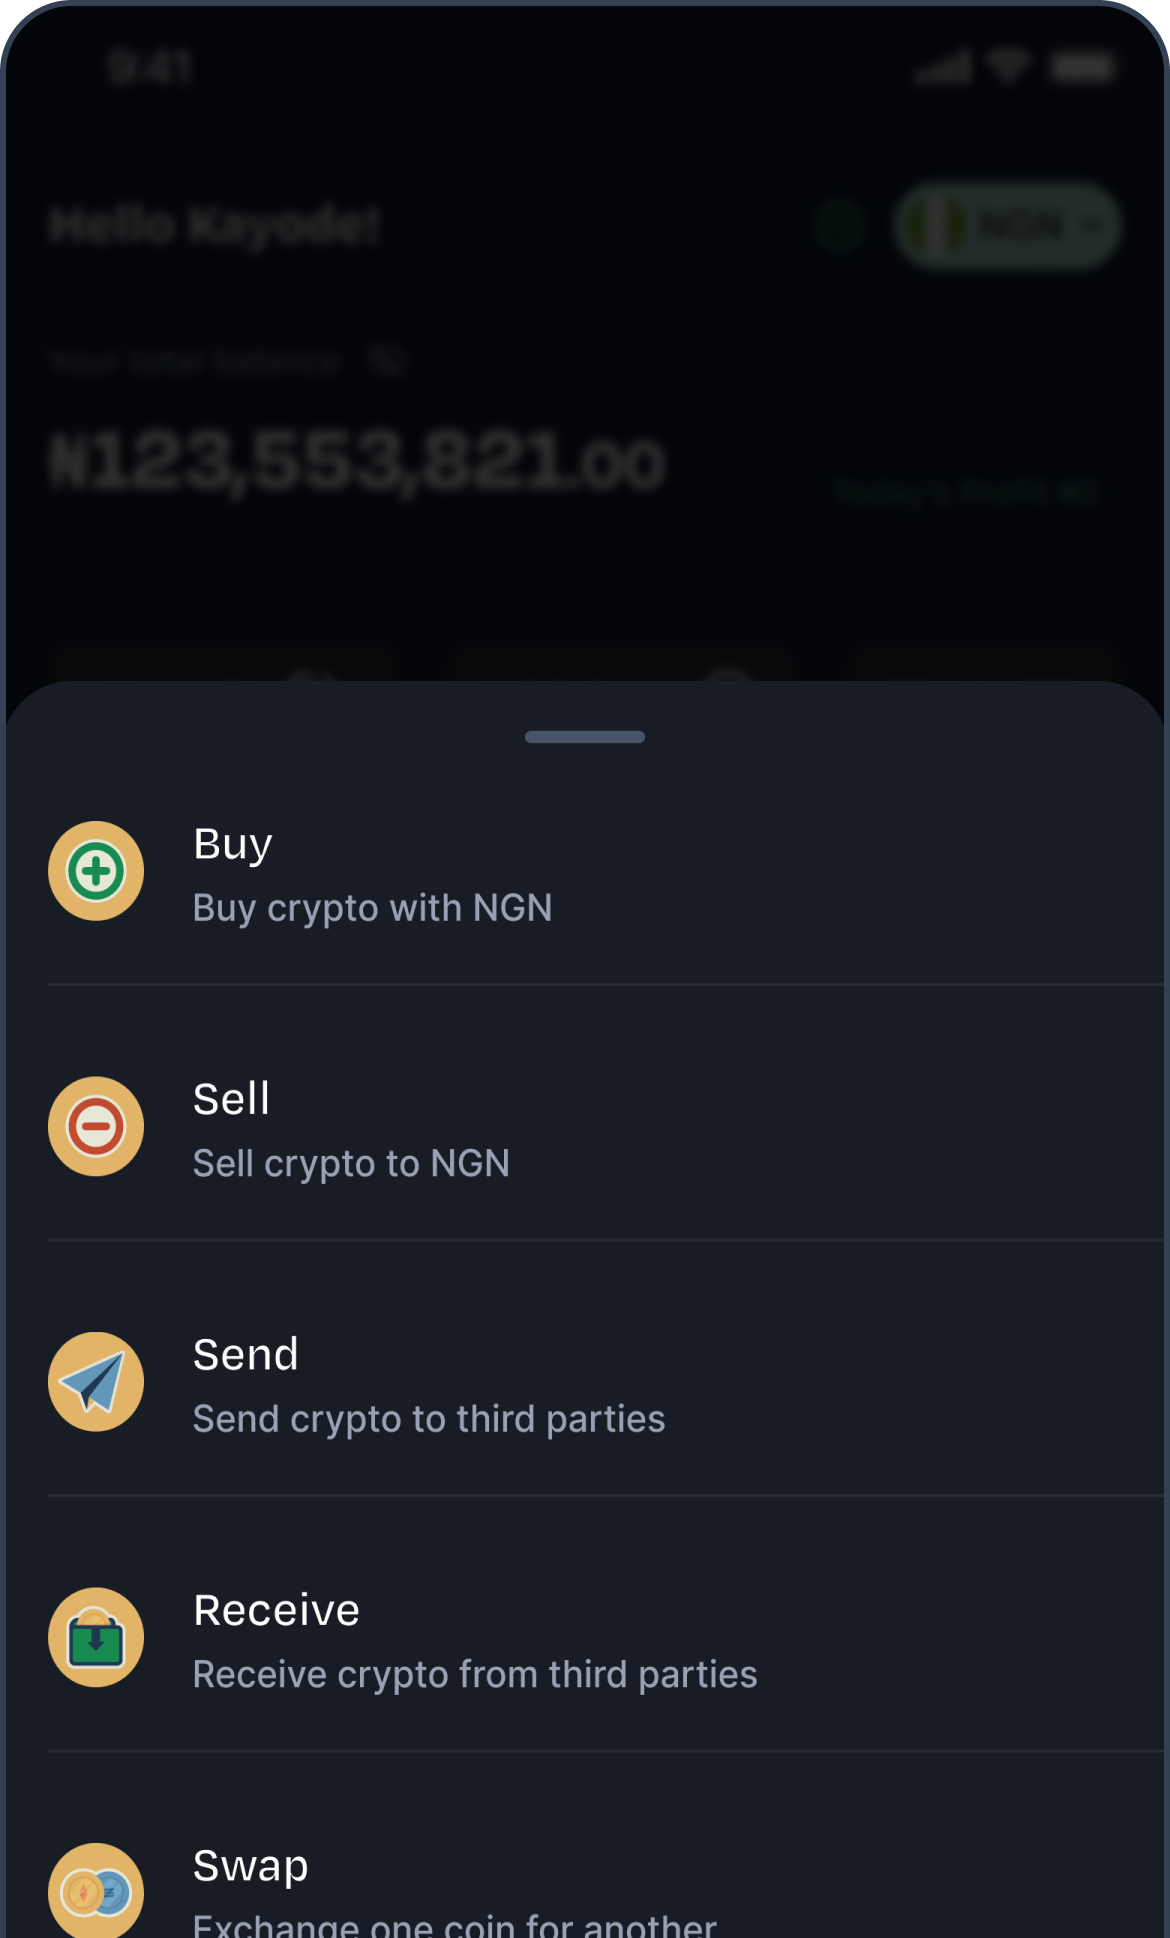 9:41
Hello Kayode!
NGN
Your total balance
₦123,553,821.00
Today's Profit
Buy
Buy crypto with NGN
Sell
Sell crypto to NGN
Send
Send crypto to third parties
Receive
Receive crypto from third parties
Swap
Exchange one coin for another